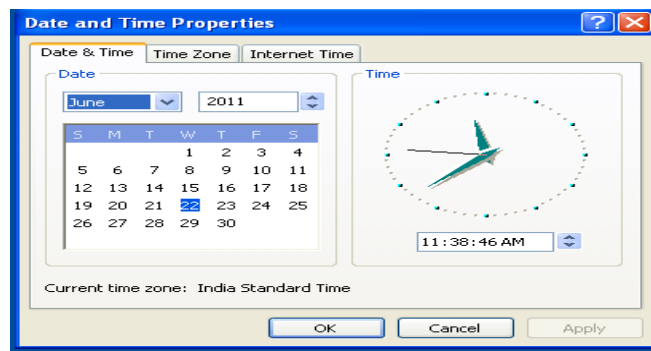 Date and Time Properties
Date & Time Time Zone Internet Time
Date
June 2011
S M T W T F S
1 2 3 4
5 6 7 8 9 10 11
12 13 14 15 16 17 18
19 20 21 22 23 24 25
26 27 28 29 30
Time
11:38:46 AM
Current time zone: India Standard Time
OK Cancel Apply